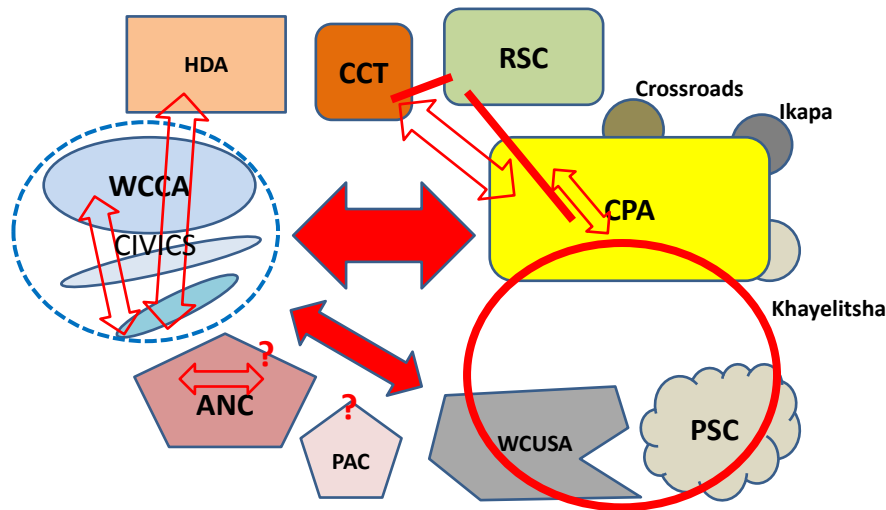 HDA
CCT
RSC
Crossroads
Ikapa
WCCA
CIVICS
CPA
Khayelitsha
?
ANC
?
PAC
WCUSA
PSC